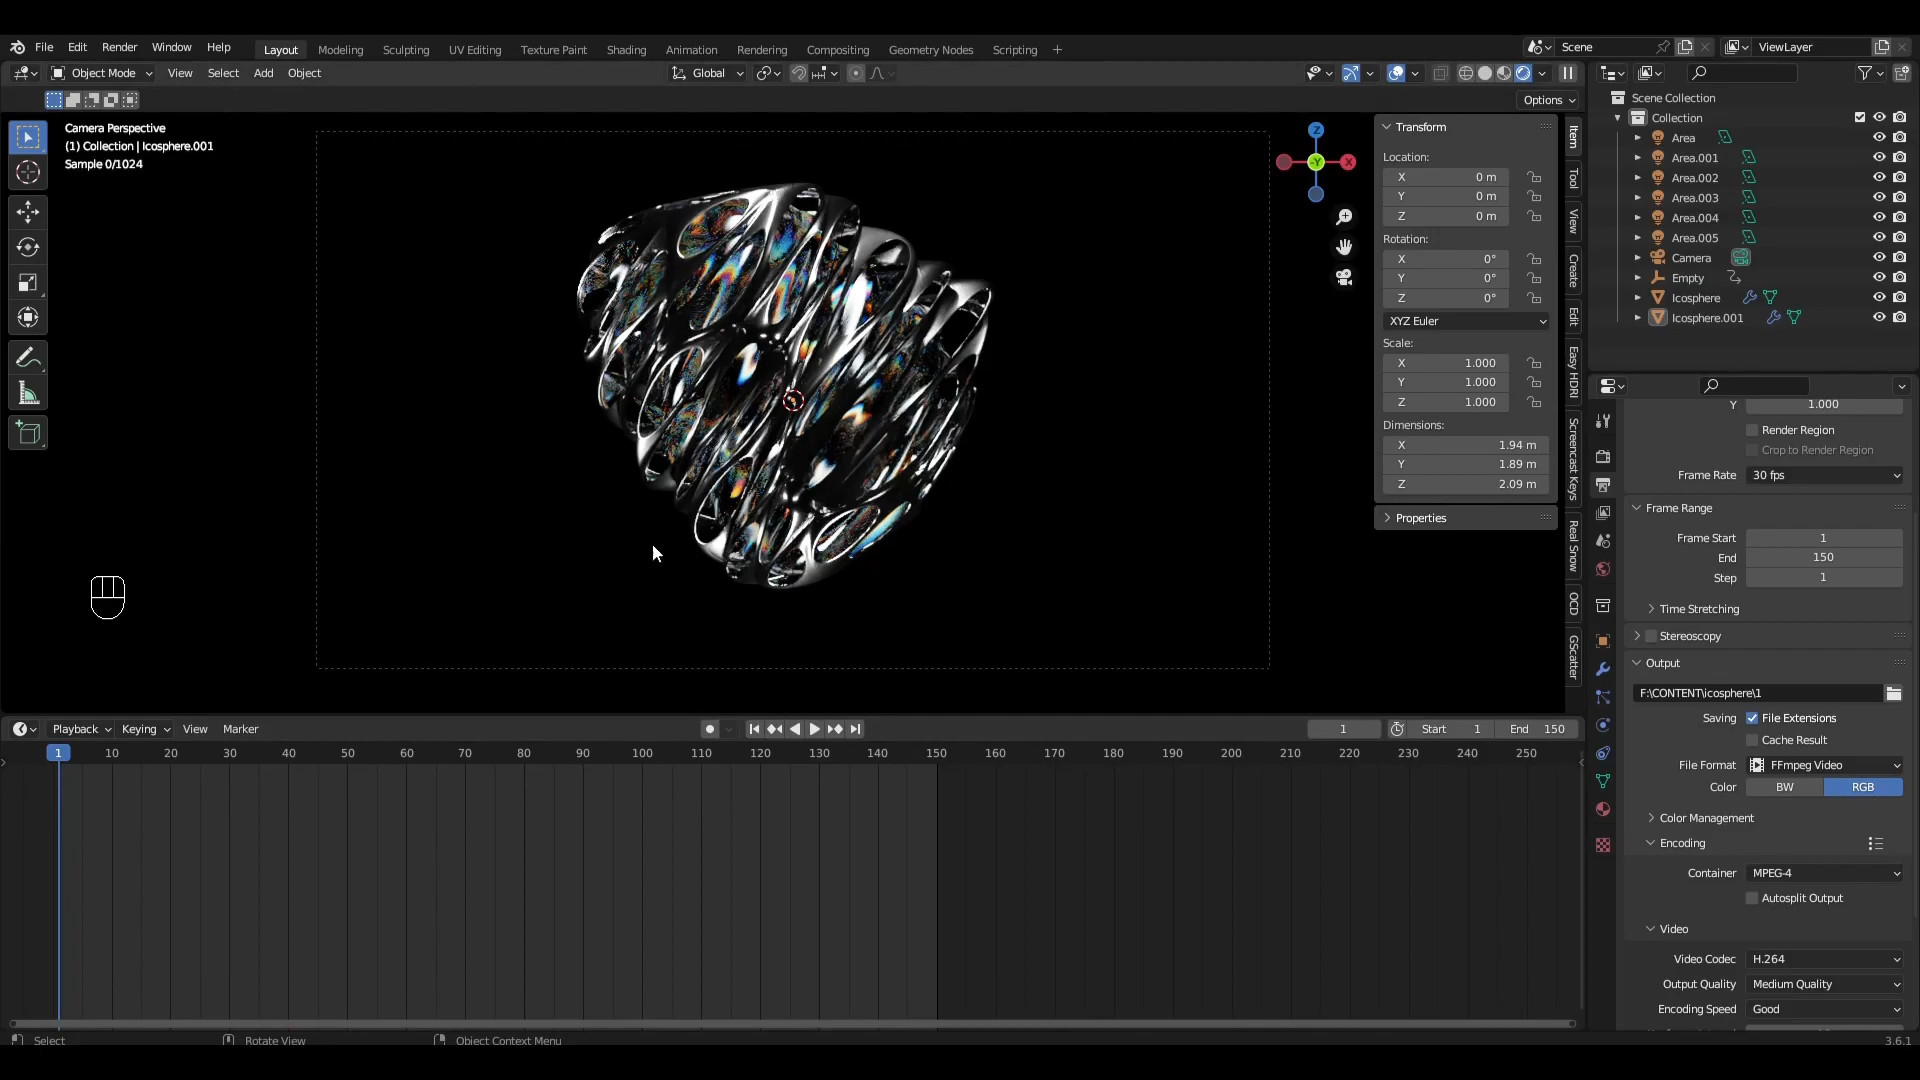 File Edit Render Window Help
Layout Modeling Sculpting UV Editing Texture Paint Shading Animation Rendering Compositing Geometry Nodes Scripting +
Scene
ViewLayer
Object Mode View Select Add Object
Global
Options
Camera Perspective
(1) Collection | Icosphere.001
Sample 0/1024
Z
-Y
X
Transform
Location:
X 0 m
Y 0 m
Z 0 m
Rotation:
X 0°
Y 0°
Z 0°
XYZ Euler
Scale:
X 1.000
Y 1.000
Z 1.000
Dimensions:
X 1.94 m
Y 1.89 m
Z 2.09 m
Properties
Item
Tool
View
Create
Edit
Easy HDRI
Screencast Keys
Real Snow
OCD
GScatter
Scene Collection
Collection
Area
Area.001
Area.002
Area.003
Area.004
Area.005
Camera
Empty
Icosphere
Icosphere.001
Y 1.000
Render Region
Crop to Render Region
Frame Rate 30 fps
Frame Range
Frame Start 1
End 150
Step 1
Time Stretching
Stereoscopy
Output
F:\CONTENT\icosphere\1
Saving File Extensions
Cache Result
File Format FFmpeg Video
Color BW RGB
Color Management
Encoding
Container MPEG-4
Autosplit Output
Video
Video Codec H.264
Output Quality Medium Quality
Encoding Speed Good
Playback Keying View Marker
1 Start 1 End 150
1 10 20 30 40 50 60 70 80 90 100 110 120 130 140 150 160 170 180 190 200 210 220 230 240 250
Select Rotate View Object Context Menu
3.6.1